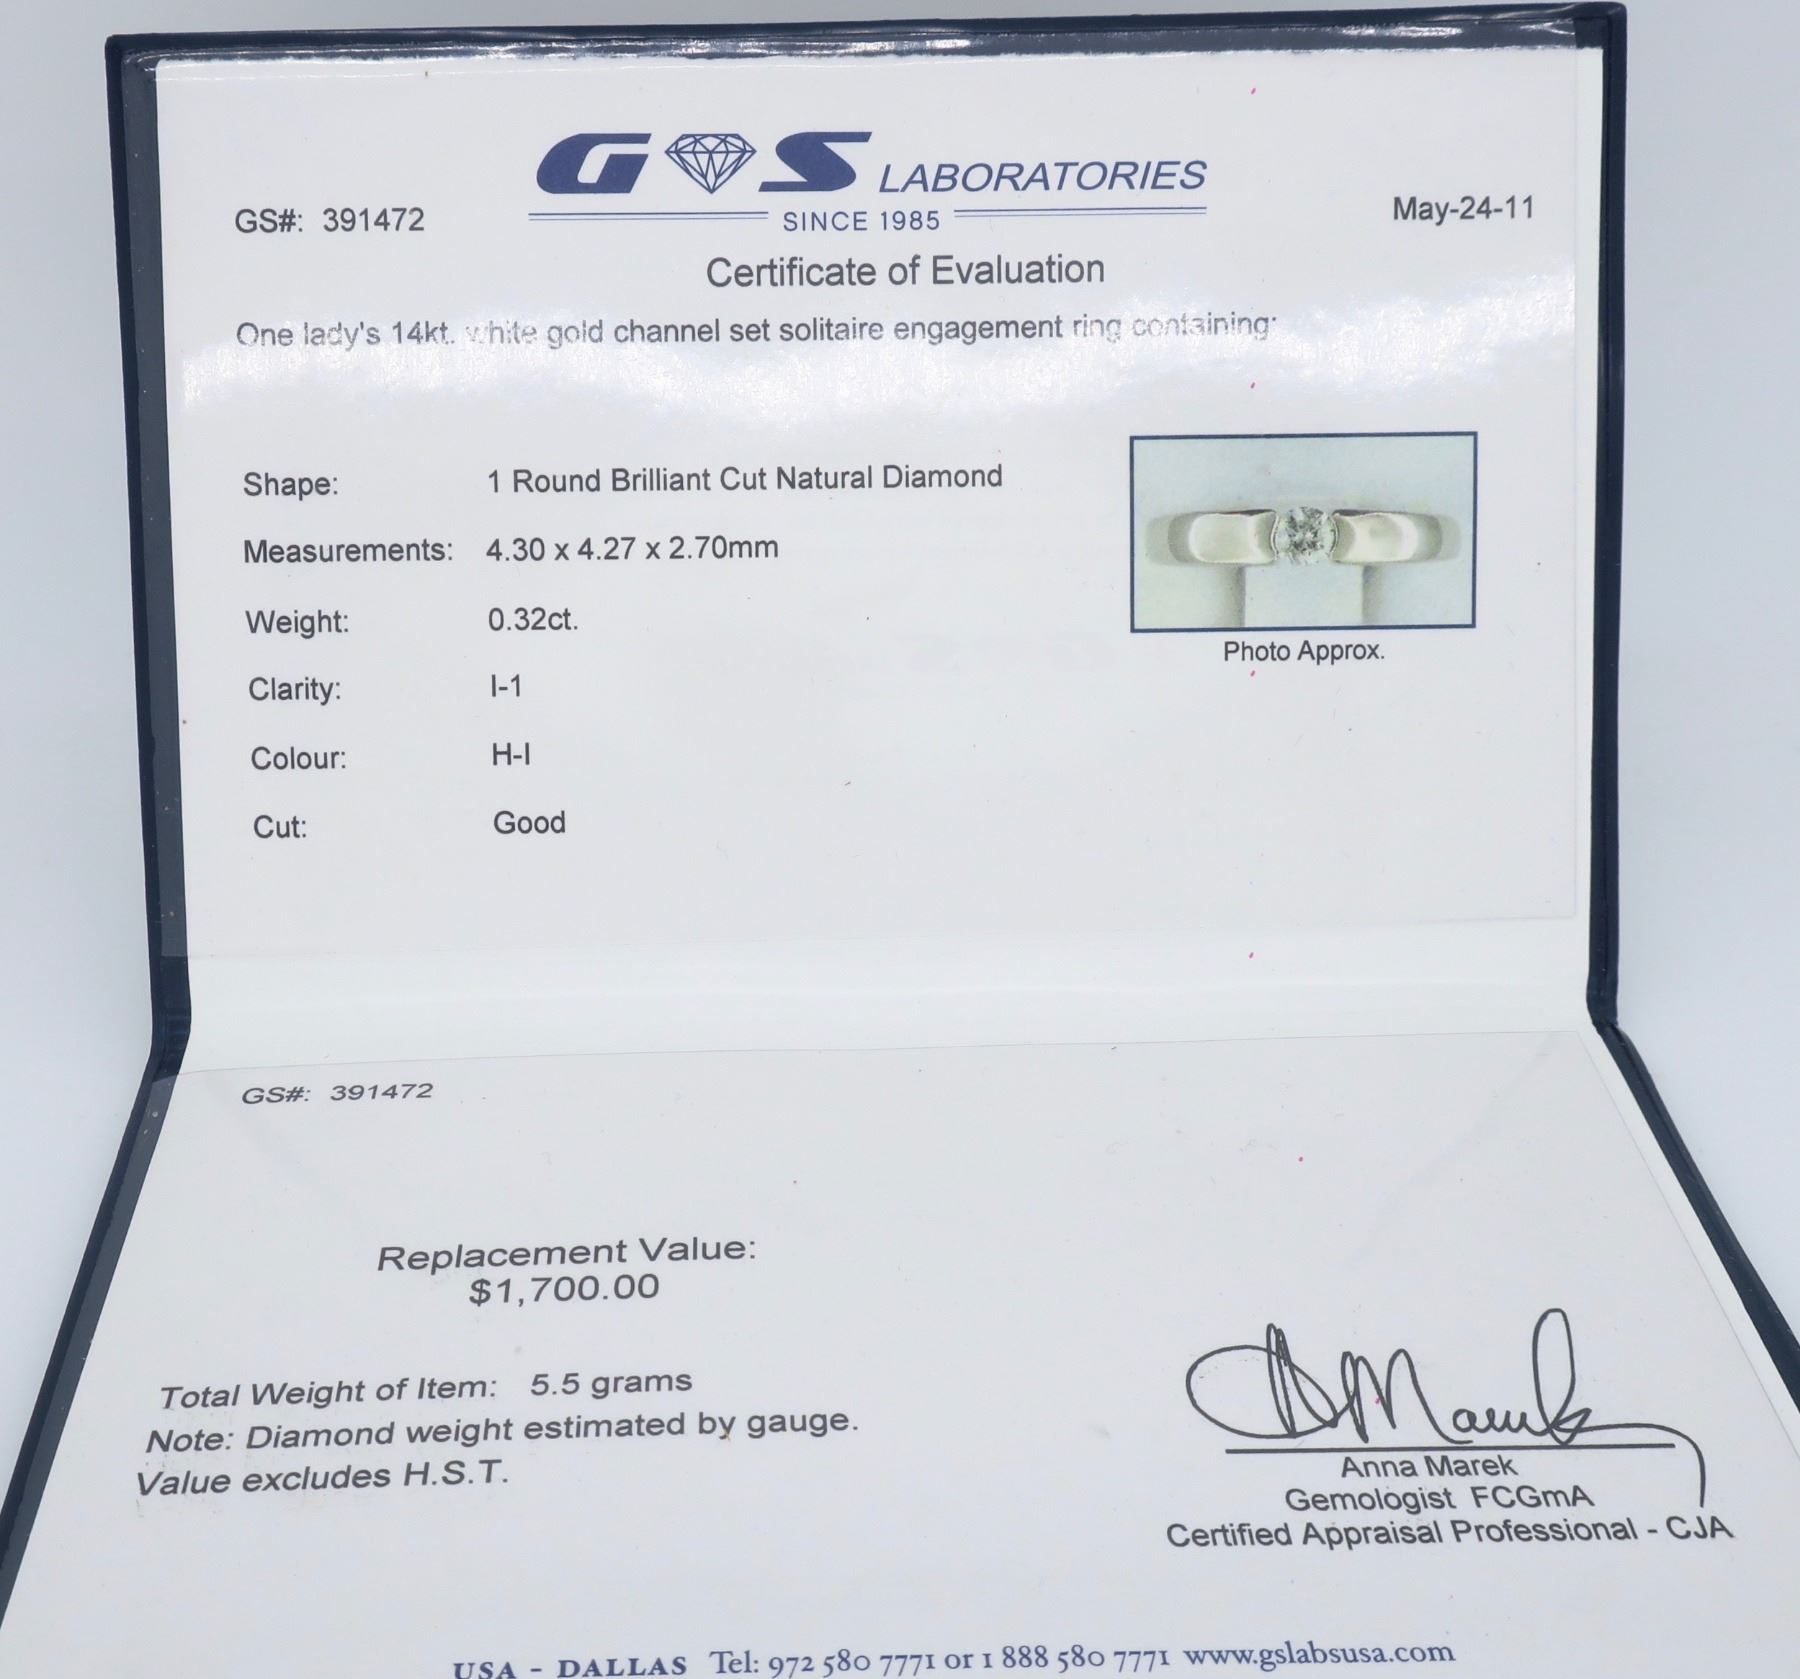 GS LABORATORIES
SINCE 1985
GS#: 391472
May-24-11
Certificate of Evaluation
One lady's 14kt. white gold channel set solitaire engagement ring containing:
Shape: 1 Round Brilliant Cut Natural Diamond
Measurements: 4.30 x 4.27 x 2.70mm
Weight: 0.32ct.
Clarity: I-1
Colour: H-I
Cut: Good
Photo Approx.
GS#: 391472
Replacement Value:
$1,700.00
Total Weight of Item: 5.5 grams
Note: Diamond weight estimated by gauge.
Value excludes H.S.T.
A Marek
Anna Marek
Gemologist FCGmA
Certified Appraisal Professional - CJA
USA - DALLAS Tel: 972 580 7771 or 1 888 580 7771 www.gslabsusa.com